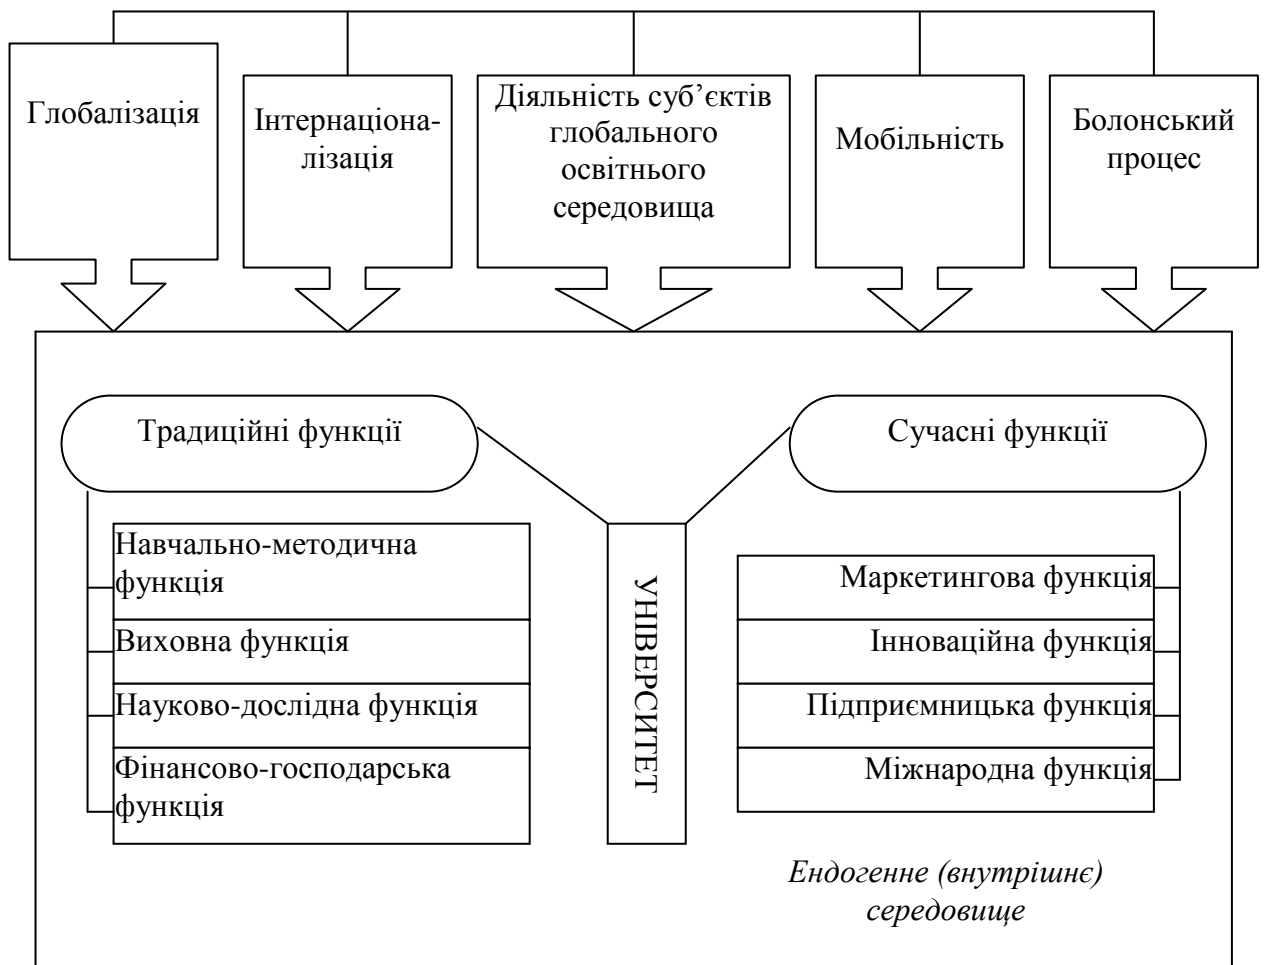 Глобалізація
Інтернаціона-
лізація
Діяльність суб’єктів
глобального
освітнього
середовища
Мобільність
Болонський
процес
Традиційні функції
Сучасні функції
Навчально-методична
функція
Виховна функція
Науково-дослідна функція
Фінансово-господарська
функція
УНІВЕРСИТЕТ
Маркетингова функція
Інноваційна функція
Підприємницька функція
Міжнародна функція
Ендогенне (внутрішнє)
середовище